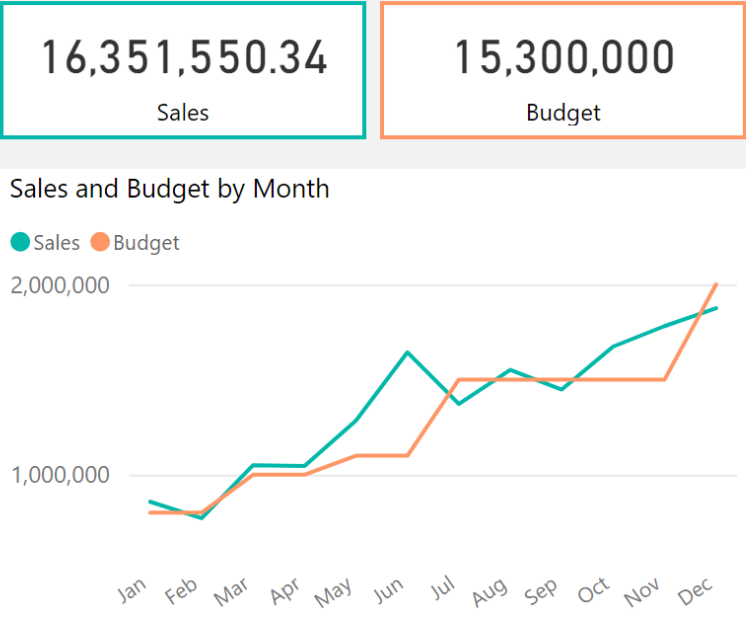 16,351,550.34
Sales
15,300,000
Budget
Sales and Budget by Month
Sales Budget
2,000,000
1,000,000
Jan Feb Mar Apr May Jun Jul Aug Sep Oct Nov Dec